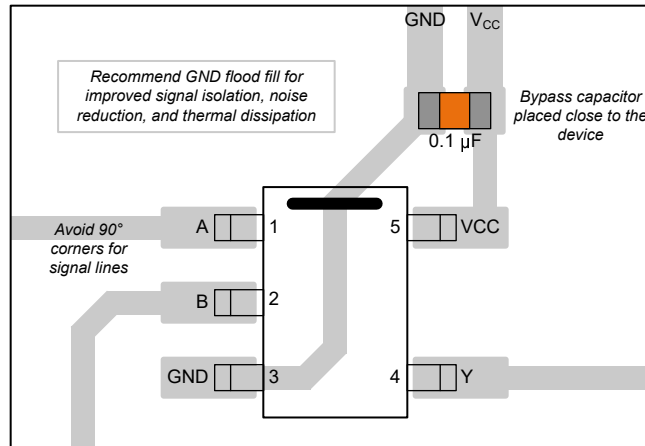 GND
VCC
Recommend GND flood fill for
improved signal isolation, noise
reduction, and thermal dissipation
Bypass capacitor
placed close to the
device
0.1 µF
Avoid 90°
corners for
signal lines
A
1
5
VCC
B
2
GND
3
4
Y